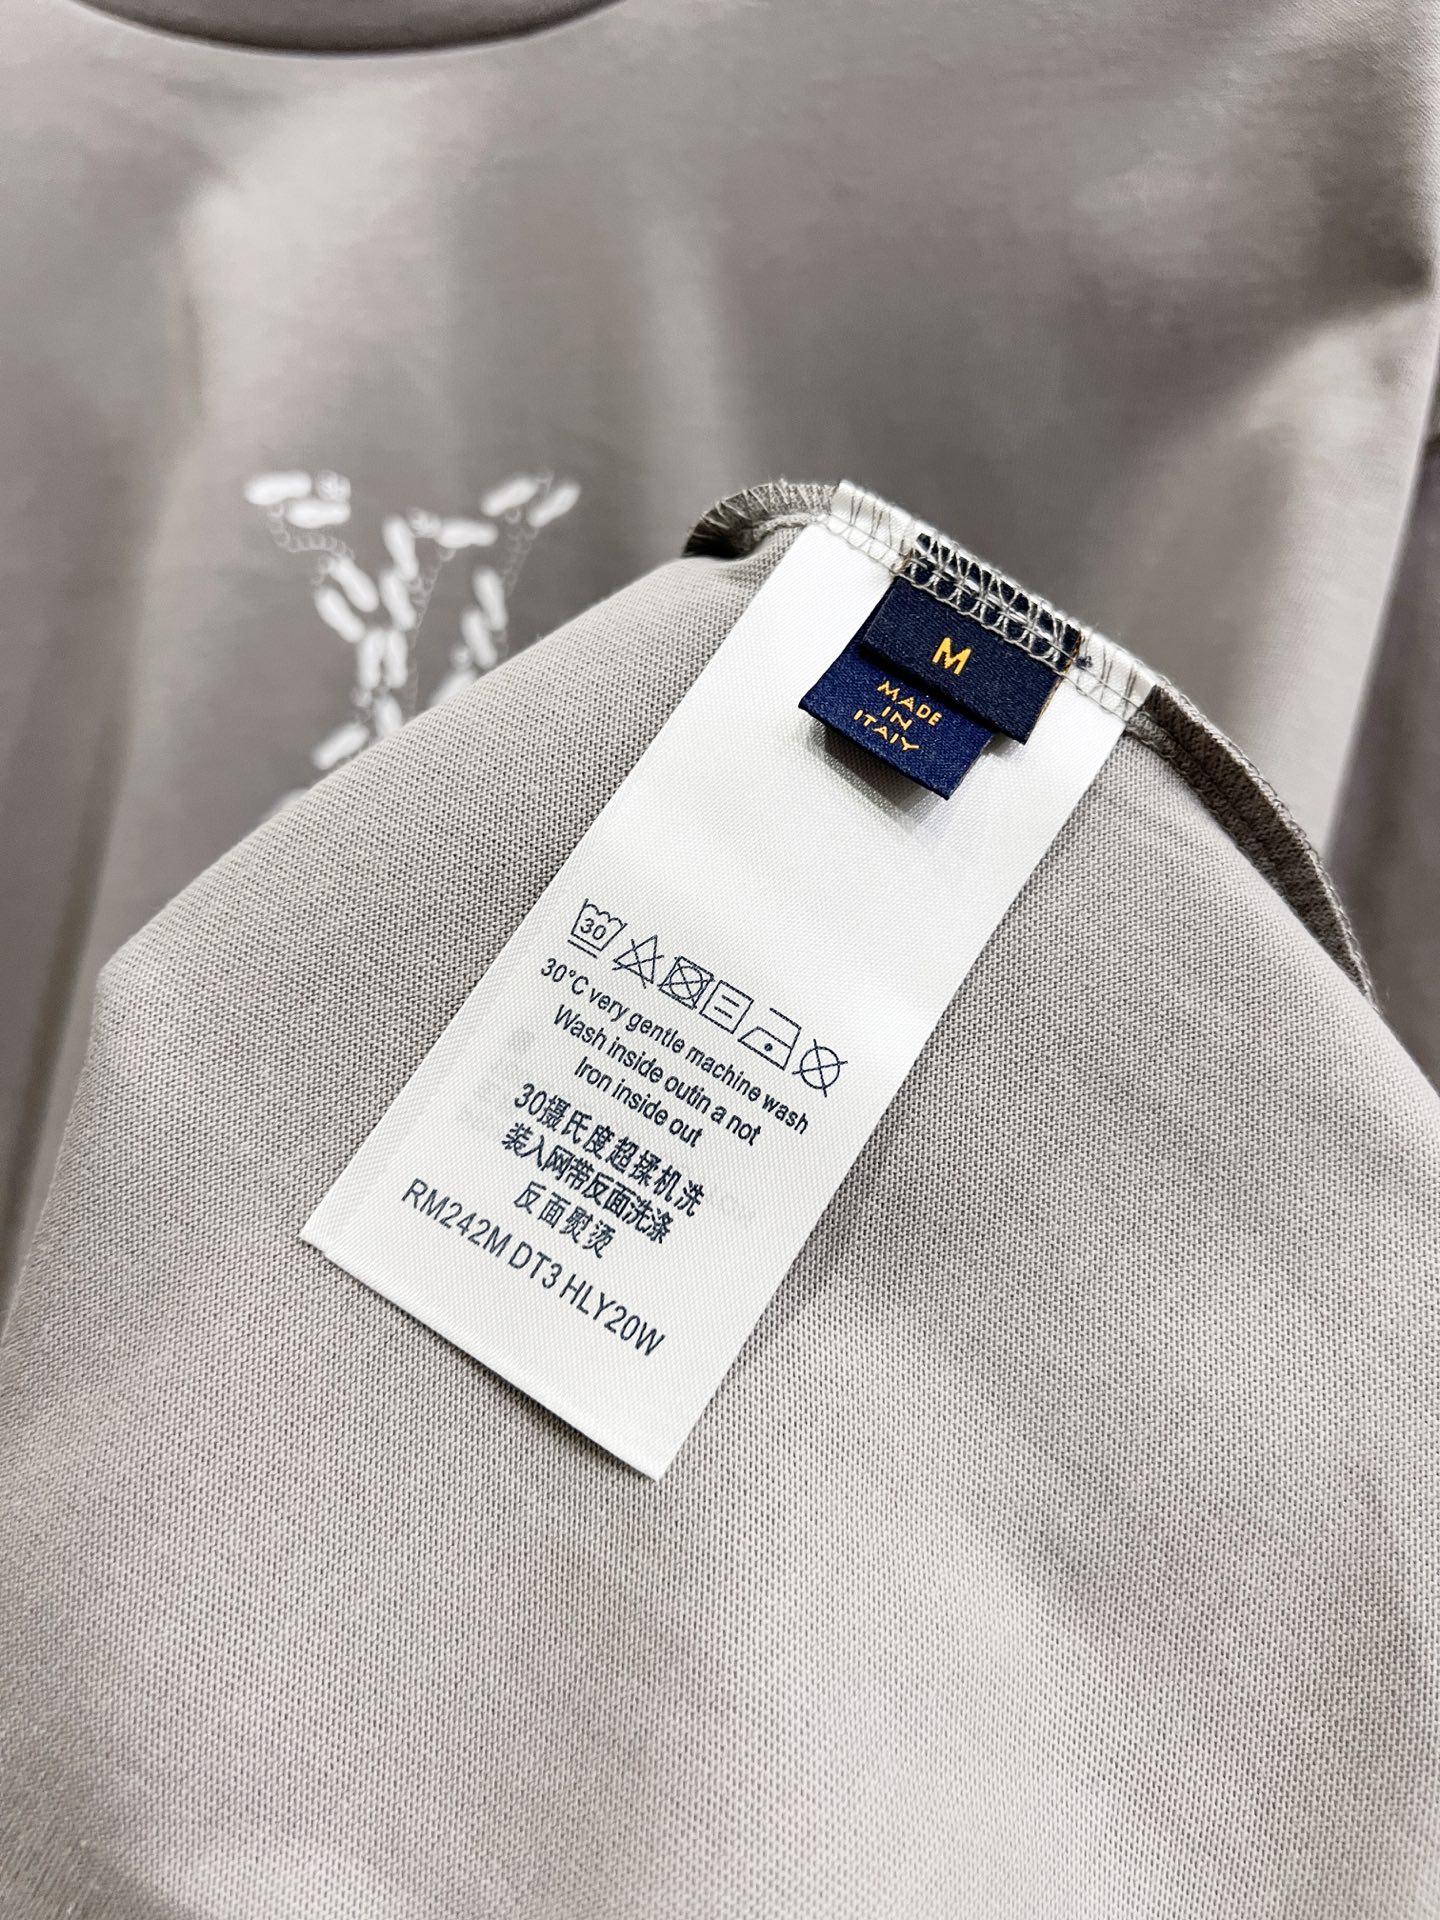 M
MADE
IN
ITAIY
30
30°C very gentle machine wash
Wash inside outin a not
Iron inside out
30摄氏度超揉机洗
装入网带反面洗涤
反面熨烫
RM242M DT3 HLY20W